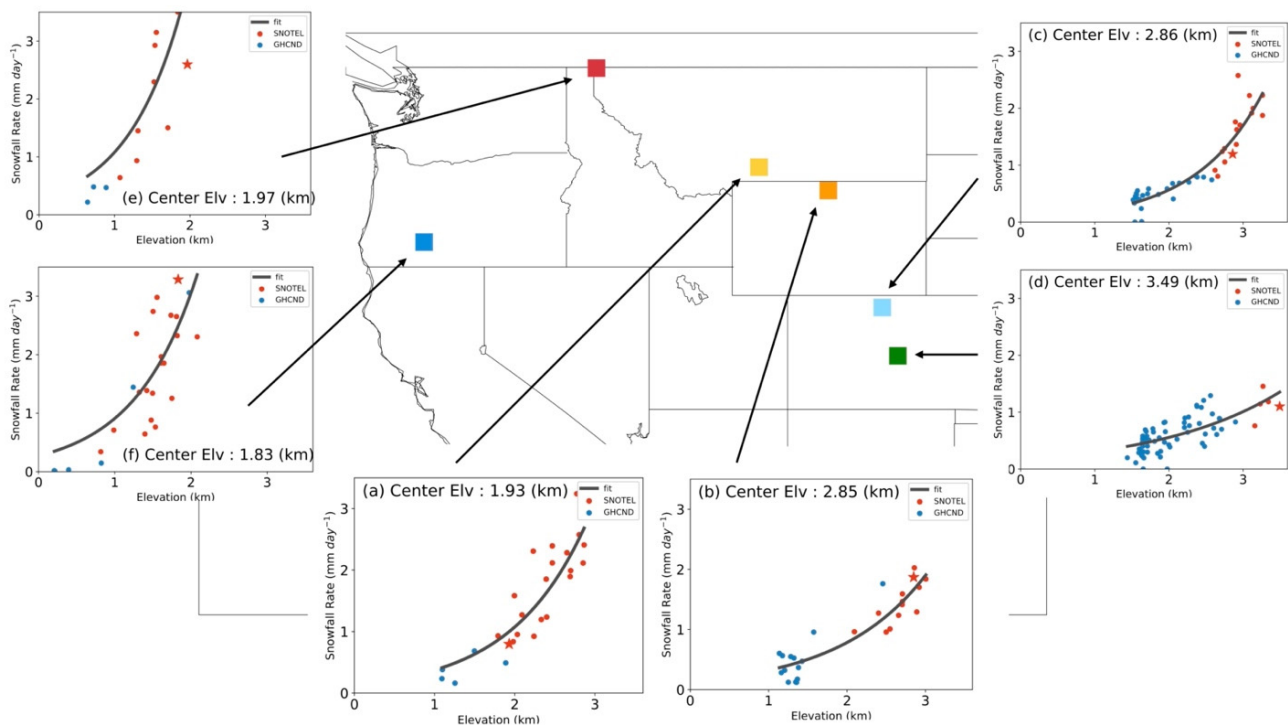 fit
SNOTEL
GHCND
Snowfall Rate (mm day⁻¹)
3
2
1
0
(e) Center Elv : 1.97 (km)
0 1 2 3
Elevation (km)
fit
SNOTEL
GHCND
Snowfall Rate (mm day⁻¹)
3
2
1
0
(f) Center Elv : 1.83 (km)
0 1 2 3
Elevation (km)
(c) Center Elv : 2.86 (km)
fit
SNOTEL
GHCND
Snowfall Rate (mm day⁻¹)
3
2
1
0
0 1 2 3
Elevation (km)
(d) Center Elv : 3.49 (km)
fit
SNOTEL
GHCND
Snowfall Rate (mm day⁻¹)
3
2
1
0
0 1 2 3
Elevation (km)
(a) Center Elv : 1.93 (km)
fit
SNOTEL
GHCND
Snowfall Rate (mm day⁻¹)
3
2
1
0
0 1 2 3
Elevation (km)
(b) Center Elv : 2.85 (km)
fit
SNOTEL
GHCND
Snowfall Rate (mm day⁻¹)
3
2
1
0
0 1 2 3
Elevation (km)